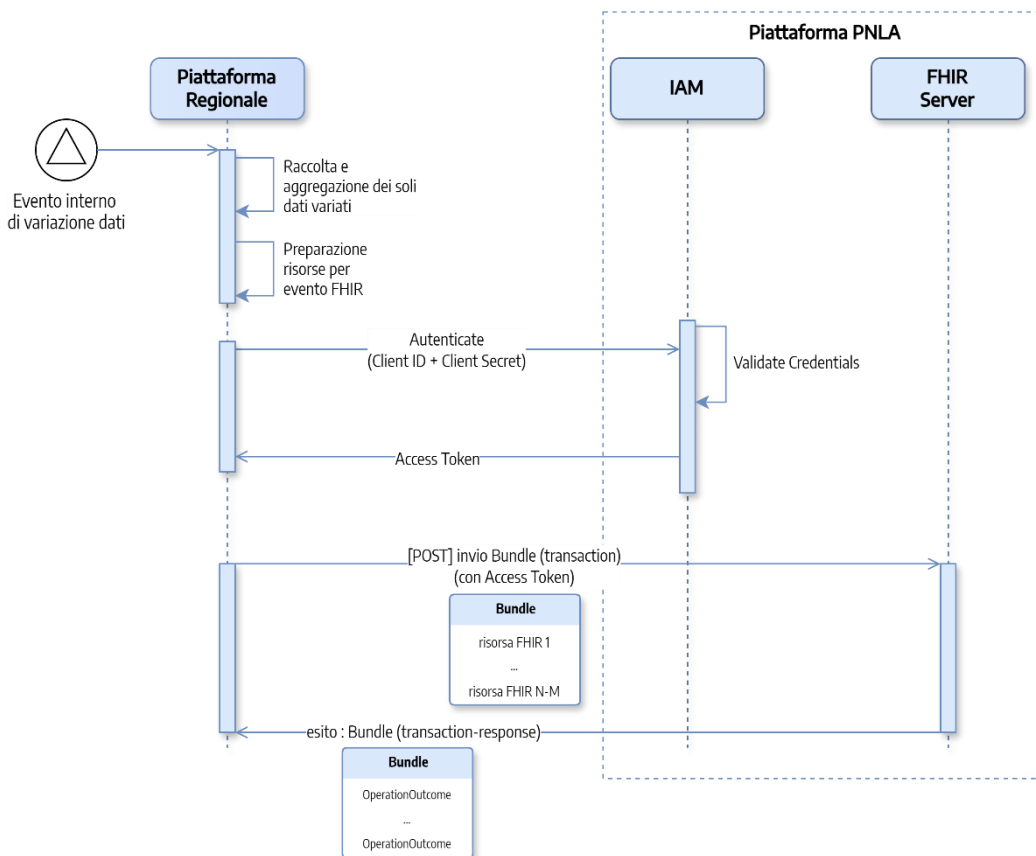 Piattaforma PNLA
Piattaforma
Regionale
IAM
FHIR
Server
Evento interno
di variazione dati
Raccolta e
aggregazione dei soli
dati variati
Preparazione
risorse per
evento FHIR
Autenticate
(Client ID + Client Secret)
Validate Credentials
Access Token
[POST] invio Bundle (transaction)
(con Access Token)
Bundle
risorsa FHIR 1
...
risorsa FHIR N-M
esito : Bundle (transaction-response)
Bundle
OperationOutcome
...
OperationOutcome